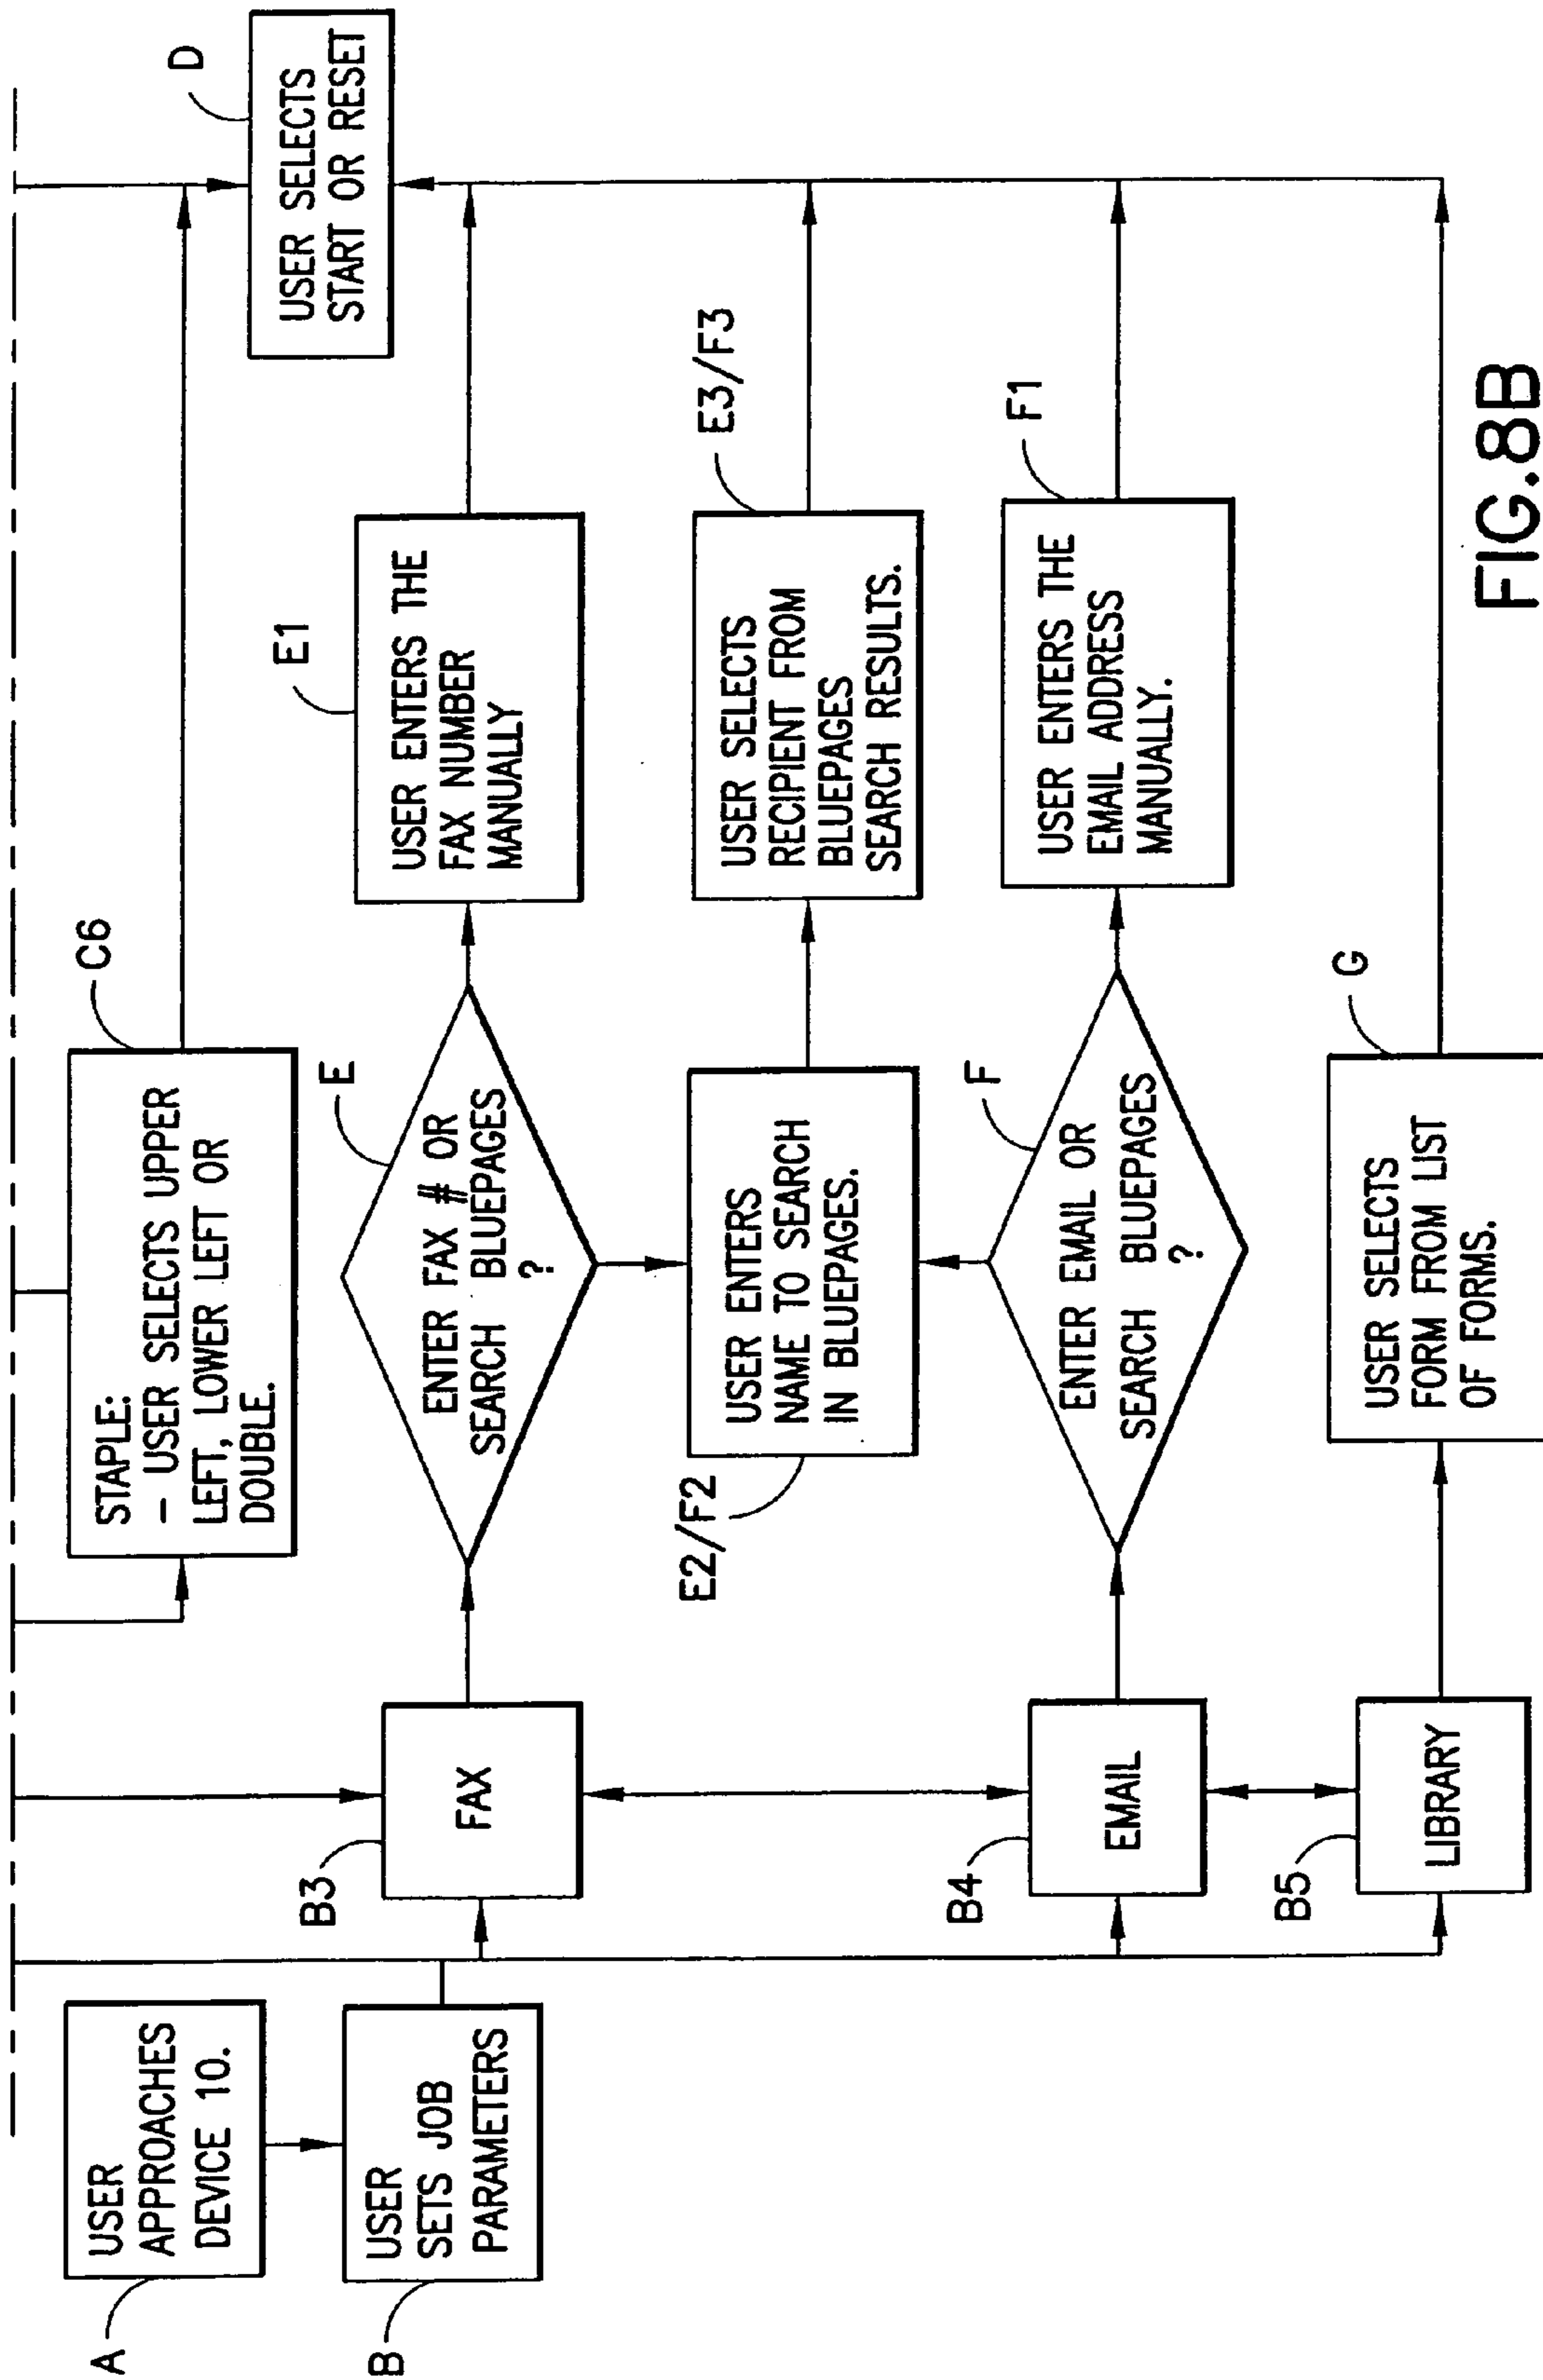 A
USER
APPROACHES
DEVICE 10.
B
USER
SETS JOB
PARAMETERS
STAPLE:
– USER SELECTS UPPER
LEFT, LOWER LEFT OR
DOUBLE.
C6
D
USER SELECTS
START OR RESET
B3
FAX
E
ENTER FAX # OR
SEARCH BLUEPAGES
?
E1
USER ENTERS THE
FAX NUMBER
MANUALLY
E2/F2
USER ENTERS
NAME TO SEARCH
IN BLUEPAGES.
E3/F3
USER SELECTS
RECIPIENT FROM
BLUEPAGES
SEARCH RESULTS.
B4
EMAIL
F
ENTER EMAIL OR
SEARCH BLUEPAGES
?
F1
USER ENTERS THE
EMAIL ADDRESS
MANUALLY.
B5
LIBRARY
G
USER SELECTS
FORM FROM LIST
OF FORMS.
FIG.8B